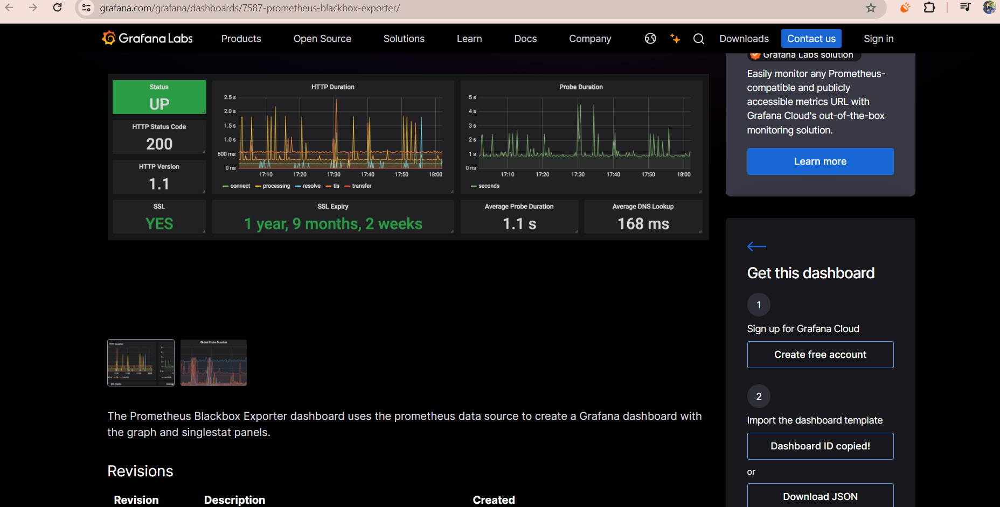 grafana.com/grafana/dashboards/7587-prometheus-blackbox-exporter/
Grafana Labs
Products
Open Source
Solutions
Learn
Docs
Company
Downloads
Contact us
Sign in
Status
UP
HTTP Status Code
200
HTTP Version
1.1
SSL
YES
HTTP Duration
2.5 s
2.0 s
1.5 s
1.0 s
500 ms
0 ns
17:10 17:20 17:30 17:40 17:50 18:00
connect processing resolve tls transfer
Probe Duration
5 s
4 s
3 s
2 s
1 s
0 ns
17:10 17:20 17:30 17:40 17:50 18:00
seconds
SSL Expiry
1 year, 9 months, 2 weeks
Average Probe Duration
1.1 s
Average DNS Lookup
168 ms
HTTP Duration
SSL Expiry
Global Probe Duration
The Prometheus Blackbox Exporter dashboard uses the prometheus data source to create a Grafana dashboard with
the graph and singlestat panels.
Revisions
Revision Description Created
Grafana Labs solution
Easily monitor any Prometheus-
compatible and publicly
accessible metrics URL with
Grafana Cloud's out-of-the-box
monitoring solution.
Learn more
Get this dashboard
1
Sign up for Grafana Cloud
Create free account
2
Import the dashboard template
Dashboard ID copied!
or
Download JSON